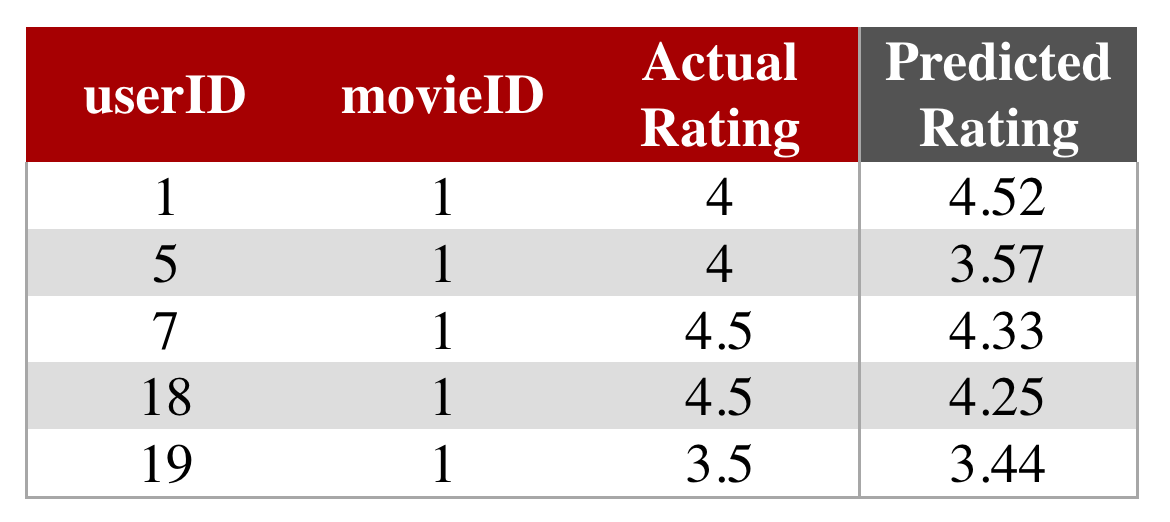 userID movieID Actual Rating Predicted Rating
1 1 4 4.52
5 1 4 3.57
7 1 4.5 4.33
18 1 4.5 4.25
19 1 3.5 3.44